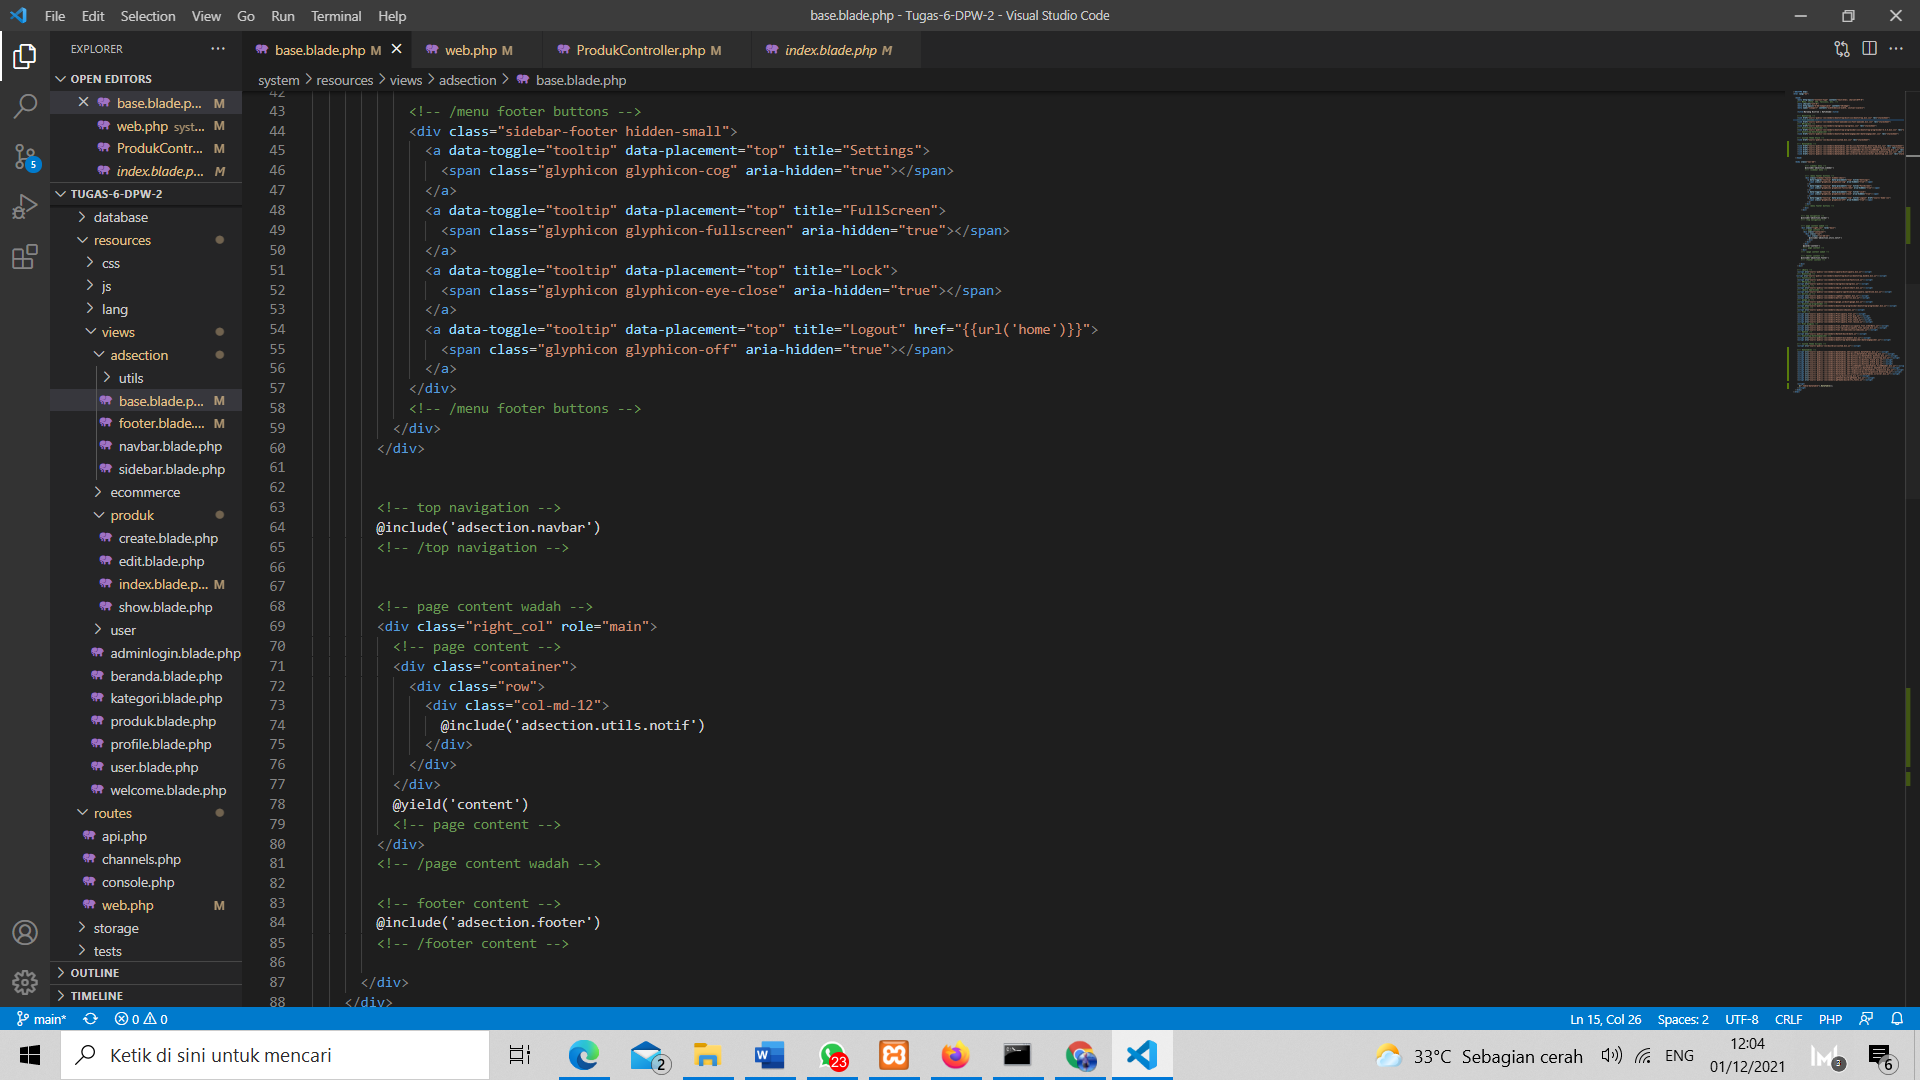 File Edit Selection View Go Run Terminal Help
base.blade.php - Tugas-6-DPW-2 - Visual Studio Code
EXPLORER
base.blade.php M
web.php M
ProdukController.php M
index.blade.php M
OPEN EDITORS
system > resources > views > adsection > base.blade.php
base.blade.p... M
web.php syst... M
ProdukContr... M
index.blade.p... M
TUGAS-6-DPW-2
database
resources
css
js
lang
views
adsection
utils
base.blade.p... M
footer.blade.... M
navbar.blade.php
sidebar.blade.php
ecommerce
produk
create.blade.php
edit.blade.php
index.blade.p... M
show.blade.php
user
adminlogin.blade.php
beranda.blade.php
kategori.blade.php
produk.blade.php
profile.blade.php
user.blade.php
welcome.blade.php
routes
api.php
channels.php
console.php
web.php M
storage
tests
OUTLINE
TIMELINE
42
43 <!-- /menu footer buttons -->
44 <div class="sidebar-footer hidden-small">
45 <a data-toggle="tooltip" data-placement="top" title="Settings">
46 <span class="glyphicon glyphicon-cog" aria-hidden="true"></span>
47 </a>
48 <a data-toggle="tooltip" data-placement="top" title="FullScreen">
49 <span class="glyphicon glyphicon-fullscreen" aria-hidden="true"></span>
50 </a>
51 <a data-toggle="tooltip" data-placement="top" title="Lock">
52 <span class="glyphicon glyphicon-eye-close" aria-hidden="true"></span>
53 </a>
54 <a data-toggle="tooltip" data-placement="top" title="Logout" href="{{url('home')}}">
55 <span class="glyphicon glyphicon-off" aria-hidden="true"></span>
56 </a>
57 </div>
58 <!-- /menu footer buttons -->
59 </div>
60 </div>
61
62
63 <!-- top navigation -->
64 @include('adsection.navbar')
65 <!-- /top navigation -->
66
67
68 <!-- page content wadah -->
69 <div class="right_col" role="main">
70 <!-- page content -->
71 <div class="container">
72 <div class="row">
73 <div class="col-md-12">
74 @include('adsection.utils.notif')
75 </div>
76 </div>
77 </div>
78 @yield('content')
79 <!-- page content -->
80 </div>
81 <!-- /page content wadah -->
82
83 <!-- footer content -->
84 @include('adsection.footer')
85 <!-- /footer content -->
86
87 </div>
88 </div>
5
main* 0 0
Ln 15, Col 26 Spaces: 2 UTF-8 CRLF PHP
Ketik di sini untuk mencari
2
23
33°C Sebagian cerah
ENG
12:04
01/12/2021
3
6